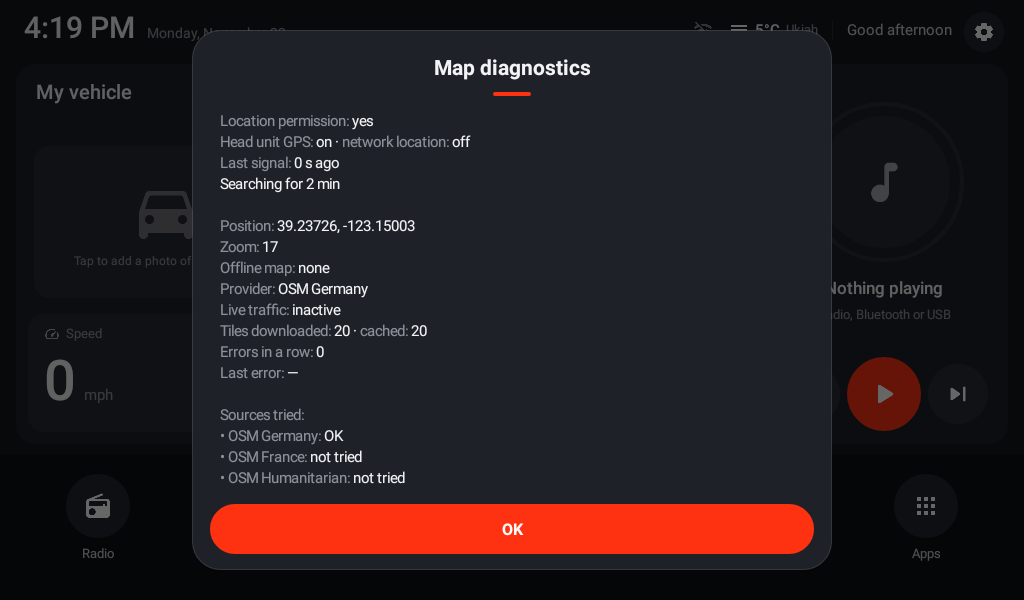 4:19 PM
Monday,
5°C Ukiah
Good afternoon
My vehicle
Map diagnostics
Location permission: yes
Head unit GPS: on · network location: off
Last signal: 0 s ago
Searching for 2 min
Position: 39.23726, -123.15003
Zoom: 17
Offline map: none
Provider: OSM Germany
Live traffic: inactive
Tiles downloaded: 20 · cached: 20
Errors in a row: 0
Last error: —
Sources tried:
• OSM Germany: OK
• OSM France: not tried
• OSM Humanitarian: not tried
OK
Tap to add a photo of
Speed
0 mph
Nothing playing
Bluetooth or USB
Radio
Apps